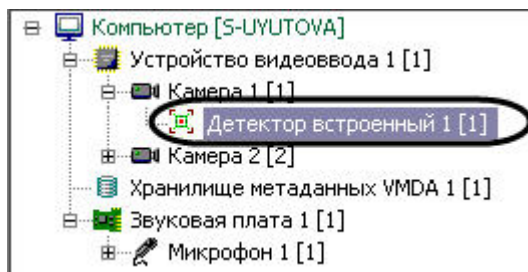 Компьютер [S-UYUTOVA]
Устройство видеоввода 1 [1]
Камера 1 [1]
Детектор встроенный 1 [1]
Камера 2 [2]
Хранилище метаданных VMDA 1 [1]
Звуковая плата 1 [1]
Микрофон 1 [1]